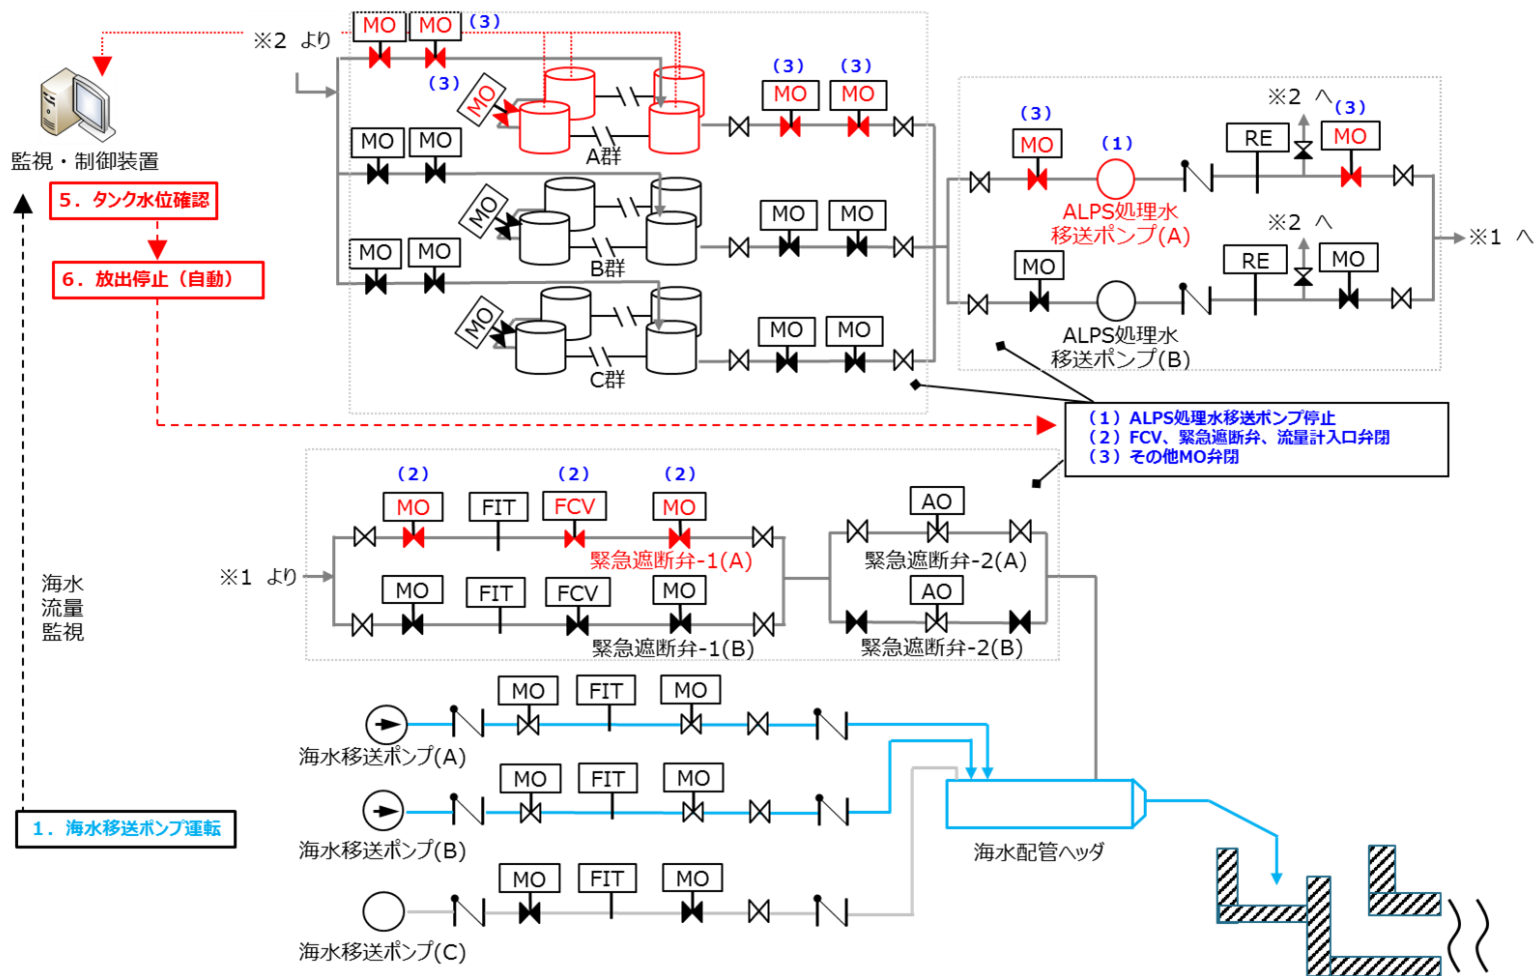 MO MO (3)
※2 より
(3)
MO
(3) (3)
MO MO
A群
監視・制御装置
5．タンク水位確認
6．放出停止（自動）
MO MO
MO
MO MO
B群
MO MO
MO
MO MO
C群
※2 へ
(3) (1) (3)
MO RE MO
ALPS処理水
移送ポンプ(A)
※2 へ
※1 へ
MO RE MO
ALPS処理水
移送ポンプ(B)
（1）ALPS処理水移送ポンプ停止
（2）FCV、緊急遮断弁、流量計入口弁閉
（3）その他MO弁閉
(2) (2) (2)
MO FIT FCV MO AO
緊急遮断弁-1(A) 緊急遮断弁-2(A)
※1 より
MO FIT FCV MO AO
緊急遮断弁-1(B) 緊急遮断弁-2(B)
海水
流量
監視
MO FIT MO
海水移送ポンプ(A)
MO FIT MO
海水移送ポンプ(B)
1．海水移送ポンプ運転
海水配管ヘッダ
MO FIT MO
海水移送ポンプ(C)